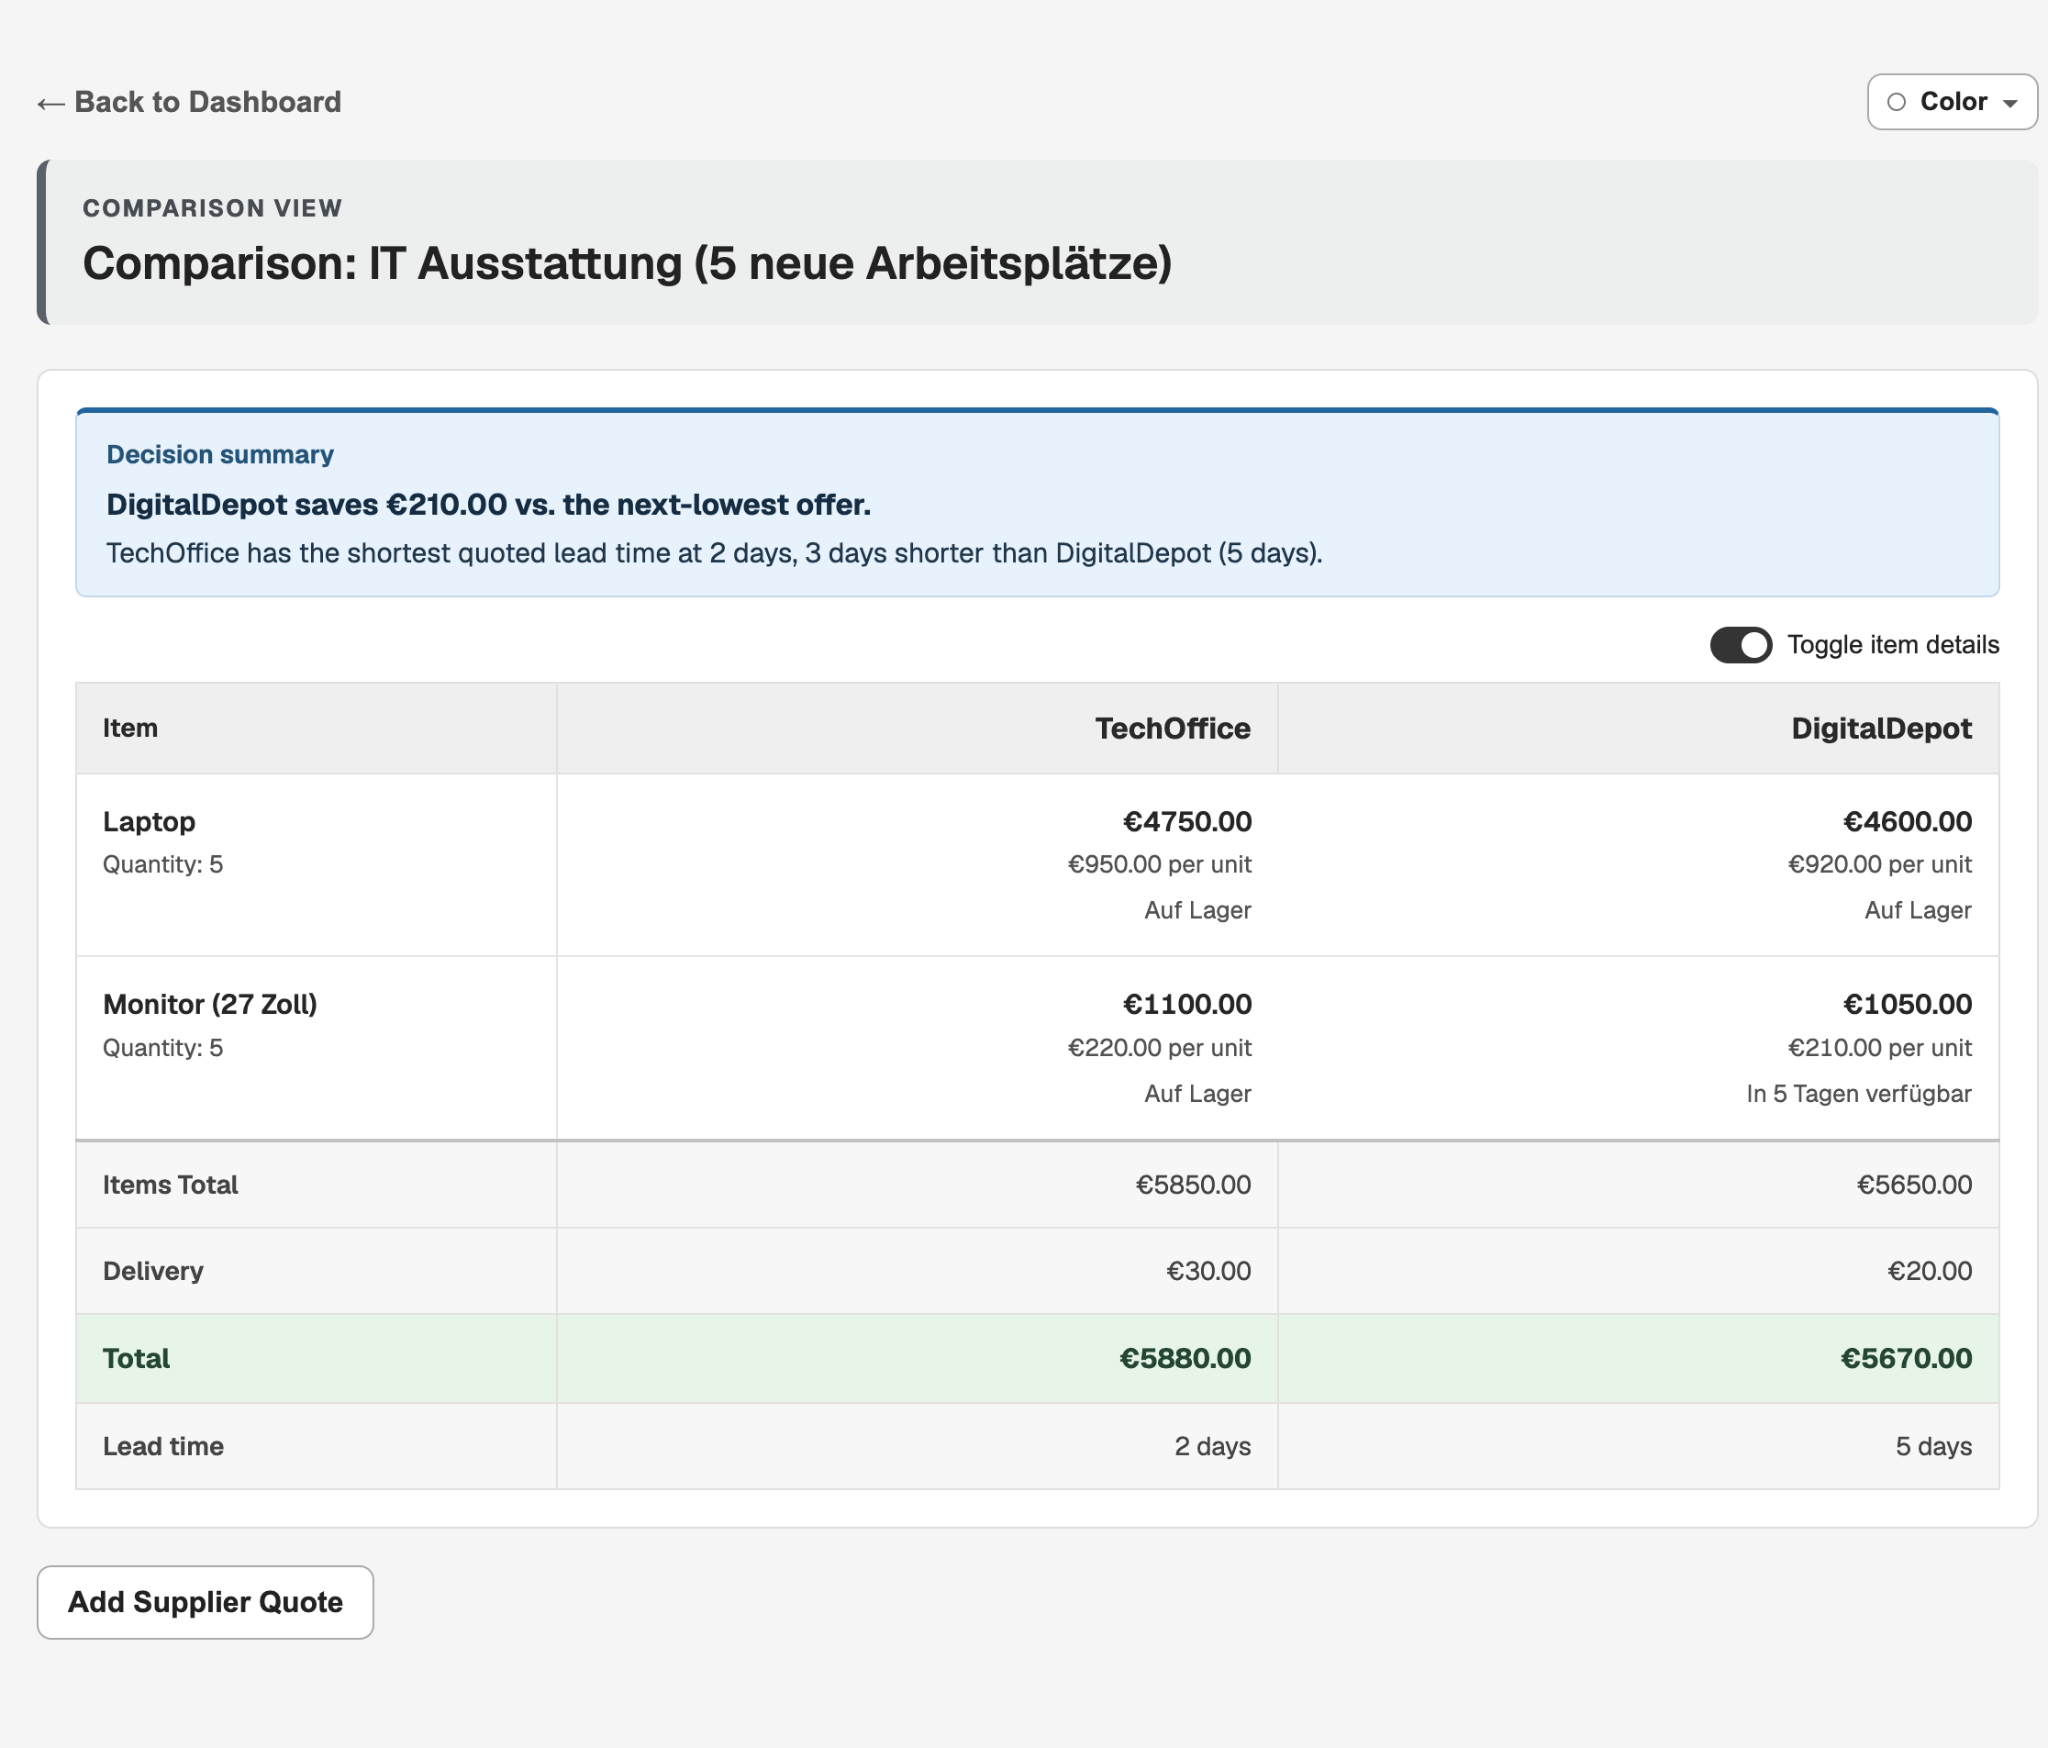 ← Back to Dashboard
Color
COMPARISON VIEW
Comparison: IT Ausstattung (5 neue Arbeitsplätze)
Decision summary
DigitalDepot saves €210.00 vs. the next-lowest offer.
TechOffice has the shortest quoted lead time at 2 days, 3 days shorter than DigitalDepot (5 days).
Toggle item details
Item TechOffice DigitalDepot
Laptop €4750.00 €4600.00
Quantity: 5 €950.00 per unit €920.00 per unit
Auf Lager Auf Lager
Monitor (27 Zoll) €1100.00 €1050.00
Quantity: 5 €220.00 per unit €210.00 per unit
Auf Lager In 5 Tagen verfügbar
Items Total €5850.00 €5650.00
Delivery €30.00 €20.00
Total €5880.00 €5670.00
Lead time 2 days 5 days
Add Supplier Quote